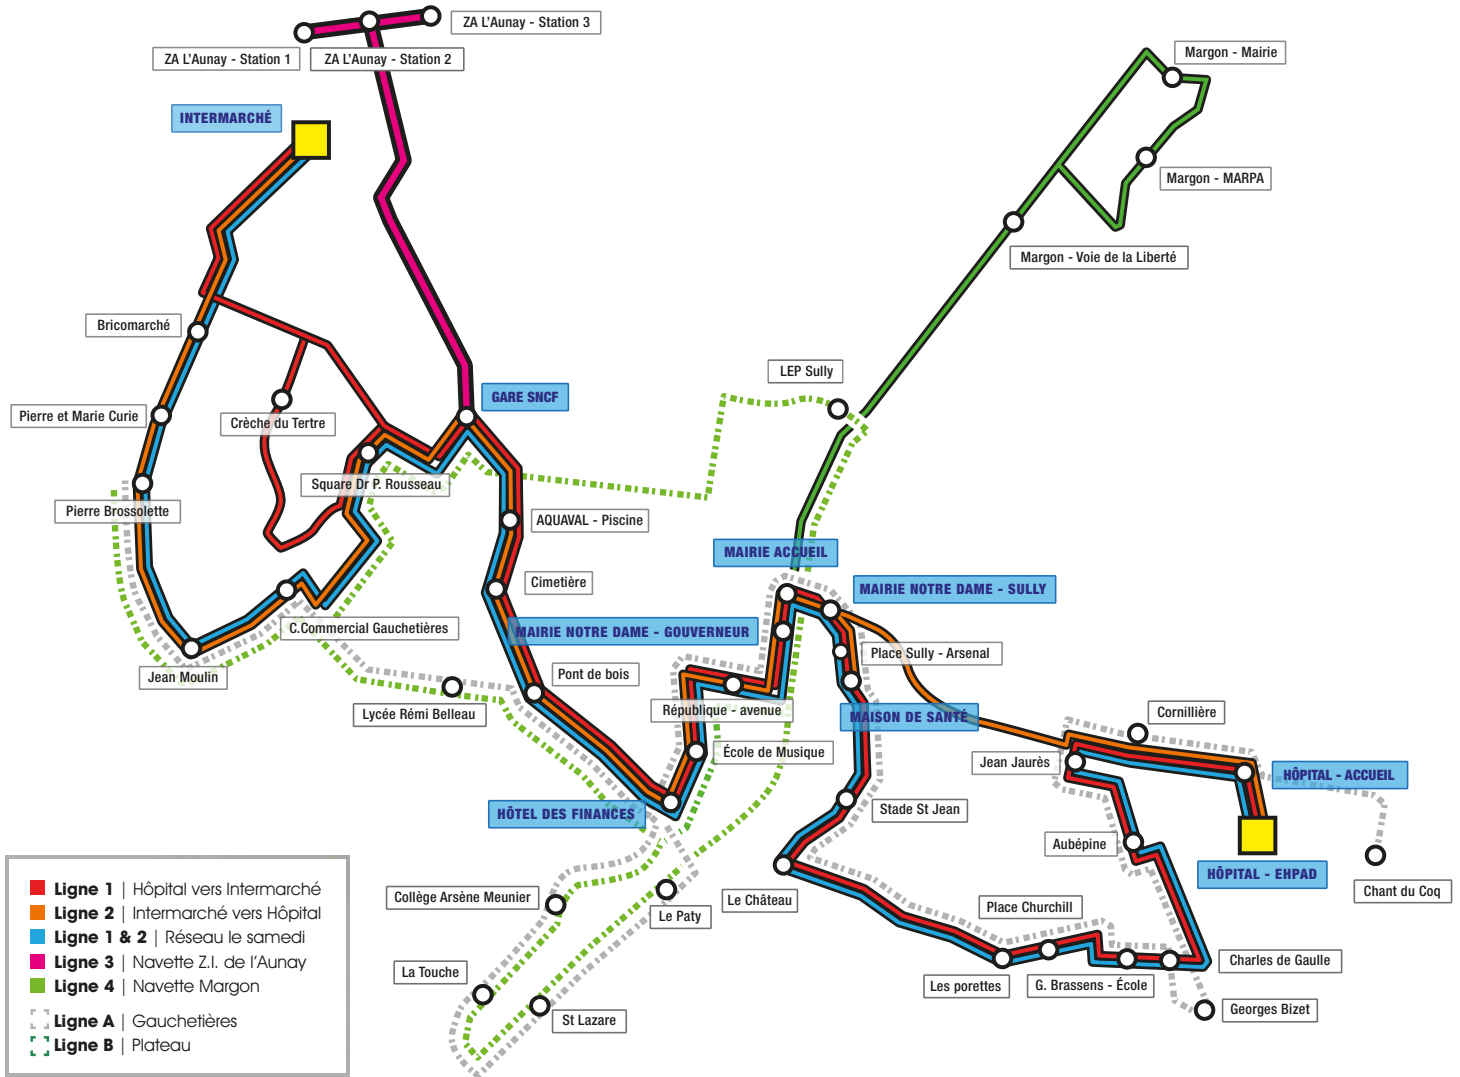 ZA L'Aunay - Station 3
ZA L'Aunay - Station 1
ZA L'Aunay - Station 2
Margon - Mairie
INTERMARCHÉ
Margon - MARPA
Margon - Voie de la Liberté
Bricomarché
LEP Sully
GARE SNCF
Pierre et Marie Curie
Crèche du Tertre
Square Dr P. Rousseau
Pierre Brossolette
AQUAVAL - Piscine
MAIRIE ACCUEIL
Cimetière
MAIRIE NOTRE DAME - SULLY
C.Commercial Gauchetières
MAIRIE NOTRE DAME - GOUVERNEUR
Place Sully - Arsenal
Jean Moulin
Pont de bois
Lycée Rémi Belleau
République - avenue
MAISON DE SANTÉ
Cornillière
École de Musique
Jean Jaurès
HÔPITAL - ACCUEIL
HÔTEL DES FINANCES
Stade St Jean
Aubépine
HÔPITAL - EHPAD
Chant du Coq
Collège Arsène Meunier
Le Château
Le Paty
Place Churchill
La Touche
Les porettes
G. Brassens - École
Charles de Gaulle
St Lazare
Georges Bizet
Ligne 1 | Hôpital vers Intermarché
Ligne 2 | Intermarché vers Hôpital
Ligne 1 & 2 | Réseau le samedi
Ligne 3 | Navette Z.I. de l'Aunay
Ligne 4 | Navette Margon
Ligne A | Gauchetières
Ligne B | Plateau